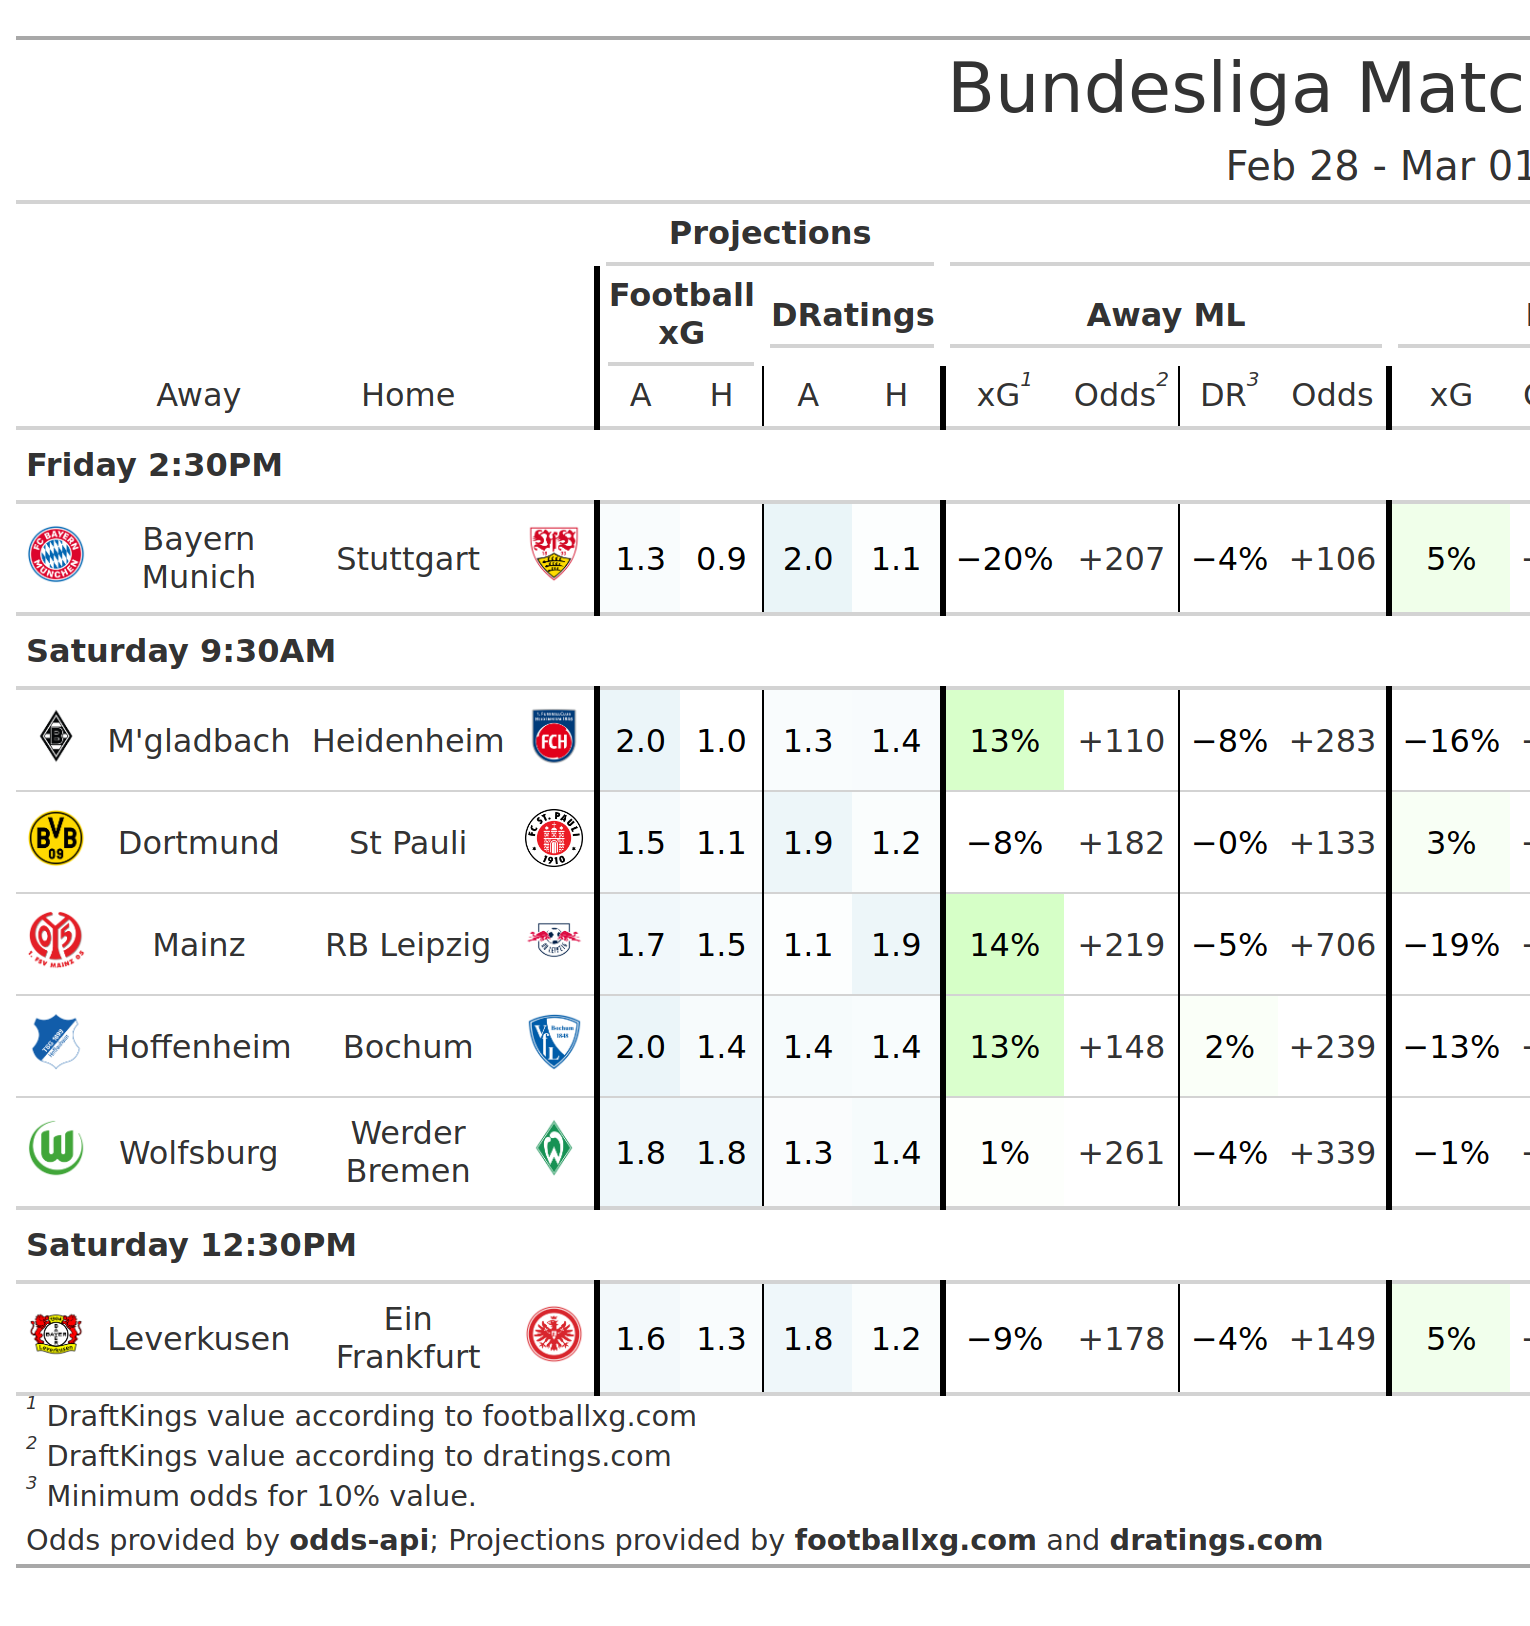 Bundesliga Matc
Feb 28 - Mar 01
Projections
Football xG DRatings Away ML
Away Home A H A H xG1 Odds2 DR3 Odds xG
Friday 2:30PM
Bayern Munich Stuttgart 1.3 0.9 2.0 1.1 −20% +207 −4% +106 5%
Saturday 9:30AM
M'gladbach Heidenheim 2.0 1.0 1.3 1.4 13% +110 −8% +283 −16%
Dortmund St Pauli 1.5 1.1 1.9 1.2 −8% +182 −0% +133 3%
Mainz RB Leipzig 1.7 1.5 1.1 1.9 14% +219 −5% +706 −19%
Hoffenheim Bochum 2.0 1.4 1.4 1.4 13% +148 2% +239 −13%
Wolfsburg Werder Bremen 1.8 1.8 1.3 1.4 1% +261 −4% +339 −1%
Saturday 12:30PM
Leverkusen Ein Frankfurt 1.6 1.3 1.8 1.2 −9% +178 −4% +149 5%
1 DraftKings value according to footballxg.com
2 DraftKings value according to dratings.com
3 Minimum odds for 10% value.
Odds provided by odds-api; Projections provided by footballxg.com and dratings.com